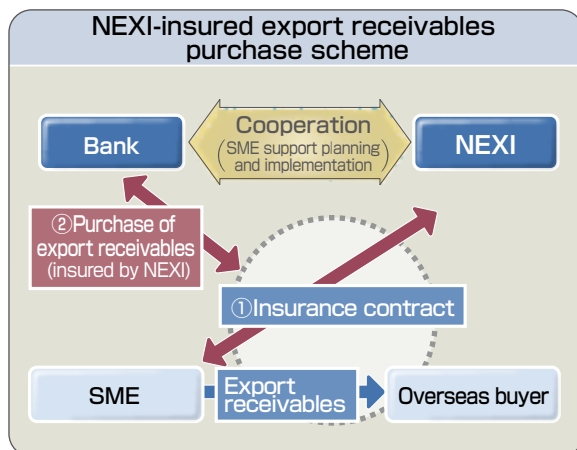 NEXI-insured export receivables
purchase scheme
Cooperation
(SME support planning
and implementation)
Bank
NEXI
②Purchase of
export receivables
(insured by NEXI)
①Insurance contract
SME
Export
receivables
Overseas buyer